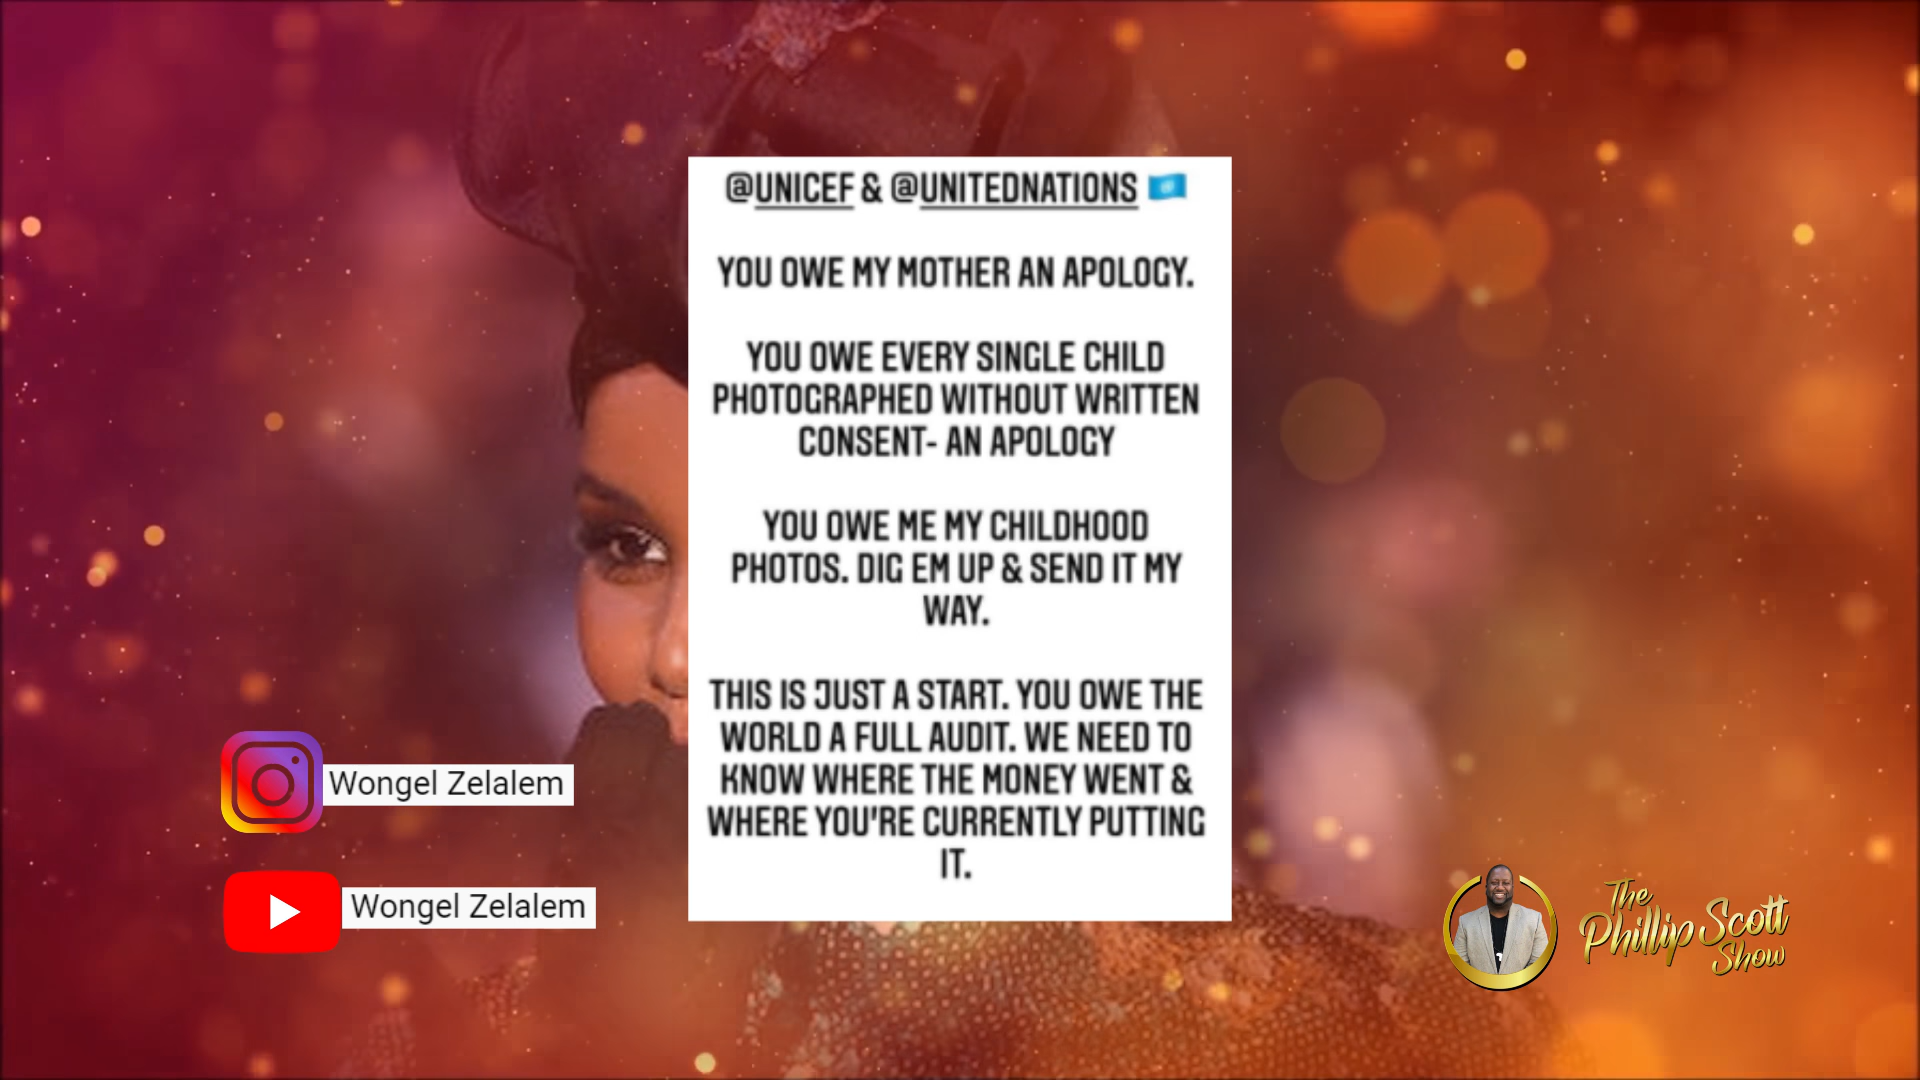 @UNICEF & @UNITEDNATIONS
YOU OWE MY MOTHER AN APOLOGY.
YOU OWE EVERY SINGLE CHILD
PHOTOGRAPHED WITHOUT WRITTEN
CONSENT- AN APOLOGY
YOU OWE ME MY CHILDHOOD
PHOTOS. DIG EM UP & SEND IT MY
WAY.
THIS IS JUST A START. YOU OWE THE
WORLD A FULL AUDIT. WE NEED TO
KNOW WHERE THE MONEY WENT &
WHERE YOU'RE CURRENTLY PUTTING
IT.
Wongel Zelalem
Wongel Zelalem
The
Phillip Scott
Show